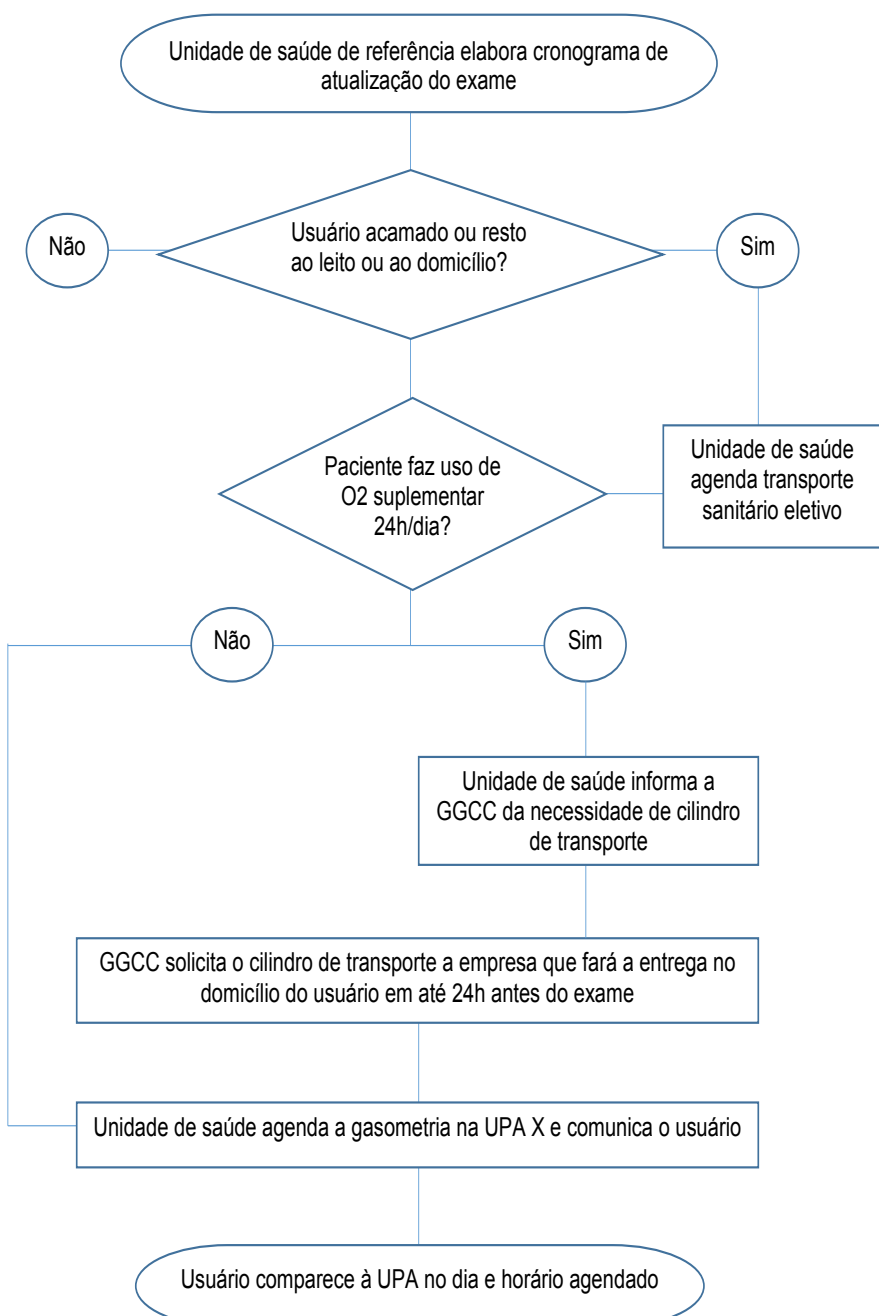 Unidade de saúde de referência elabora cronograma de
atualização do exame
Não
Usuário acamado ou resto
ao leito ou ao domicílio?
Sim
Paciente faz uso de
O2 suplementar
24h/dia?
Unidade de saúde
agenda transporte
sanitário eletivo
Não
Sim
Unidade de saúde informa a
GGCC da necessidade de cilindro
de transporte
GGCC solicita o cilindro de transporte a empresa que fará a entrega no
domicílio do usuário em até 24h antes do exame
Unidade de saúde agenda a gasometria na UPA X e comunica o usuário
Usuário comparece à UPA no dia e horário agendado